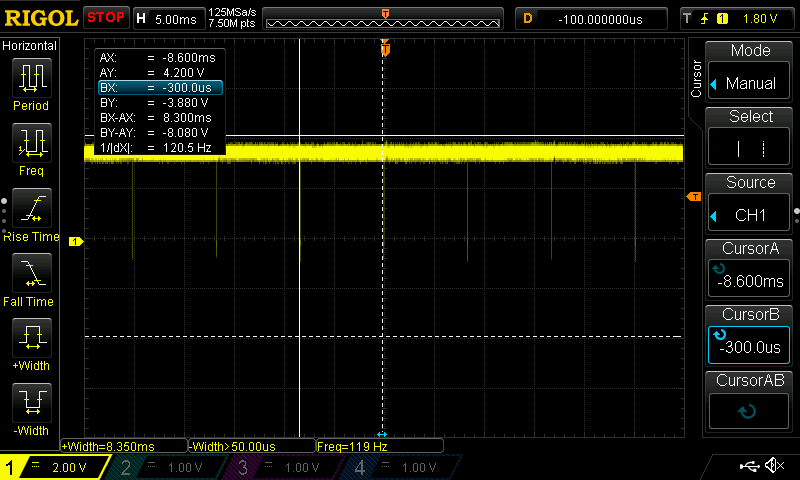 RIGOL STOP H 5.00ms 125MSa/s 7.50M pts T D -100.000000us T 1 1.80 V
Horizontal
Period
Freq
Rise Time
Fall Time
+Width
-Width
AX: = -8.600ms
AY: = 4.200 V
BX: = -300.0us
BY: = -3.880 V
BX-AX: = 8.300ms
BY-AY: = -8.080 V
1/|dX|: = 120.5 Hz
T
1
T
Cursor
Mode
Manual
Select
Source
CH1
CursorA
-8.600ms
CursorB
-300.0us
CursorAB
+Width=8.350ms -Width>50.00us Freq=119 Hz
1 = 2.00 V 2 = 1.00 V 3 = 1.00 V 4 = 1.00 V